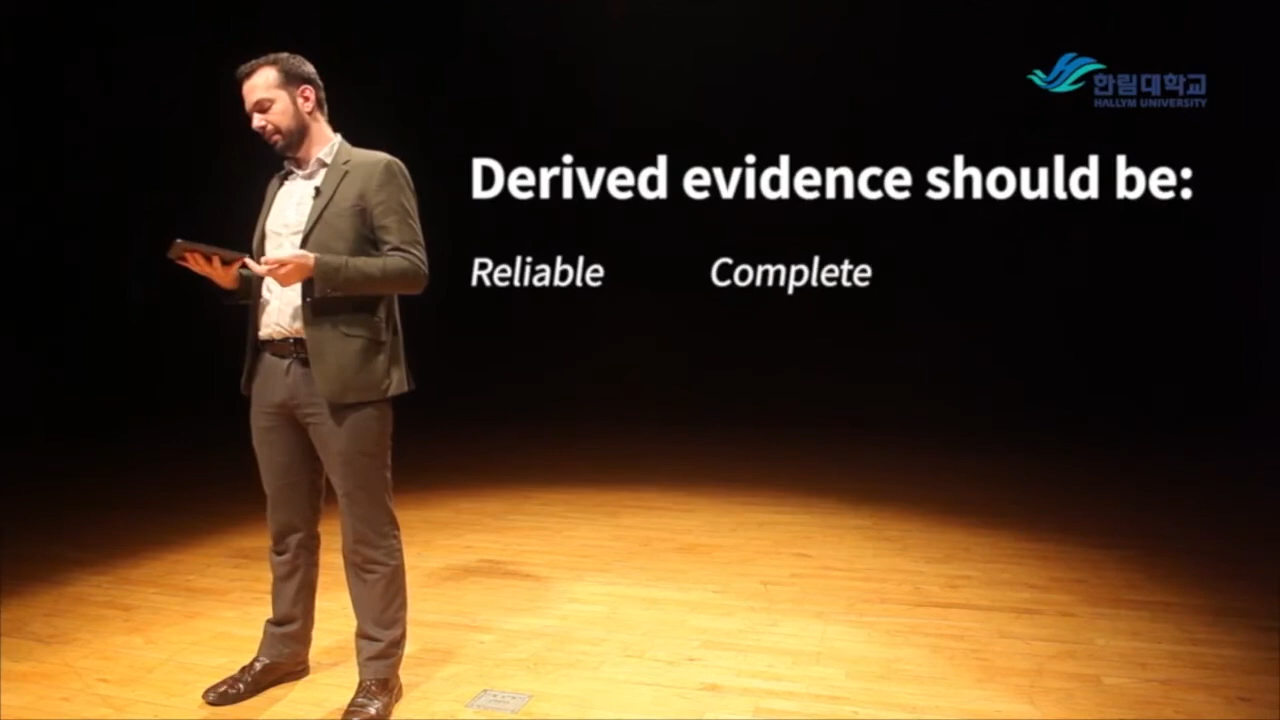 한림대학교
HALLYM UNIVERSITY
Derived evidence should be:
Reliable Complete